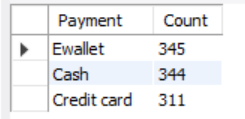 Payment Count
Ewallet 345
Cash 344
Credit card 311